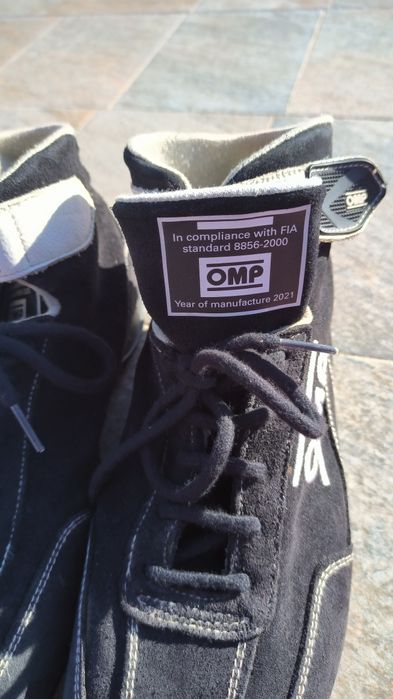 In compliance with FIA
standard 8856-2000
OMP
Year of manufacture 2021